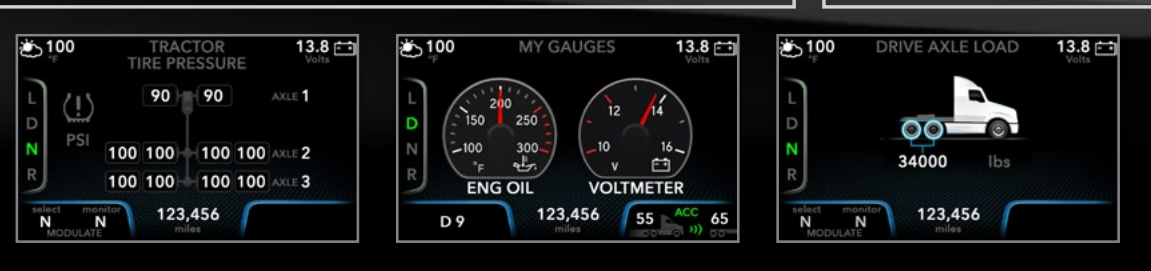 100 °F TRACTOR TIRE PRESSURE 13.8 Volts
L
D
N
R
PSI
90 90 AXLE 1
100 100 100 100 AXLE 2
100 100 100 100 AXLE 3
select N monitor N
MODULATE
123,456
miles
100 °F MY GAUGES 13.8 Volts
L
D
N
R
100 150 200 250 300
°F
ENG OIL
10 12 14 16
V
VOLTMETER
D 9
123,456
miles
55 ACC 65
100 °F DRIVE AXLE LOAD 13.8 Volts
L
D
N
R
34000 lbs
select N monitor N
MODULATE
123,456
miles